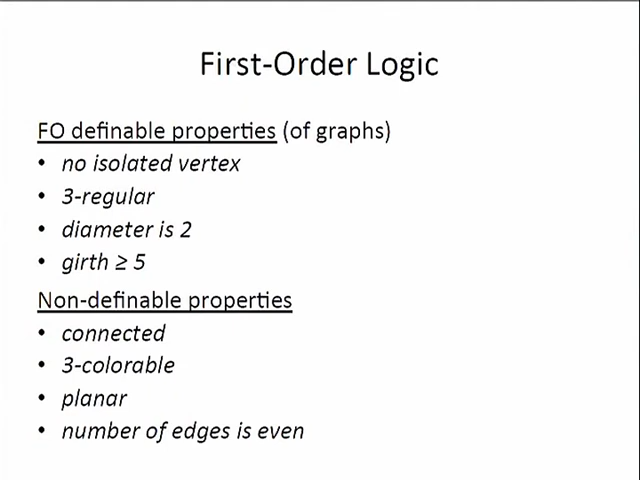 First-Order Logic
FO definable properties (of graphs)
• no isolated vertex
• 3-regular
• diameter is 2
• girth ≥ 5
Non-definable properties
• connected
• 3-colorable
• planar
• number of edges is even